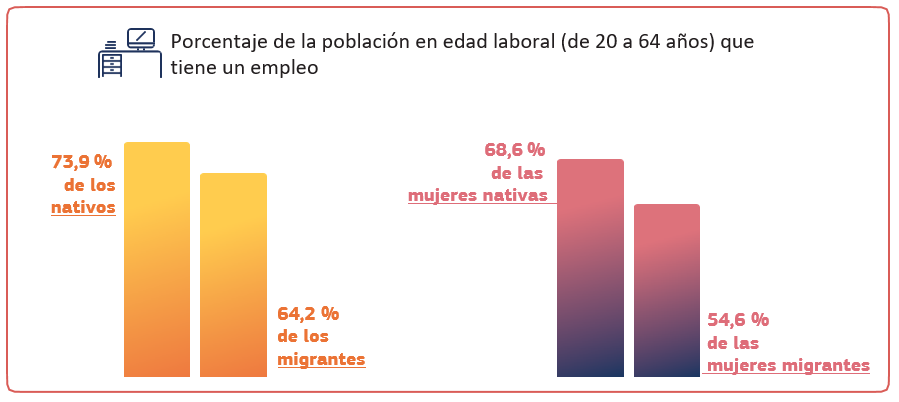 Porcentaje de la población en edad laboral (de 20 a 64 años) que
tiene un empleo
73,9 %
de los
nativos
64,2 %
de los
migrantes
68,6 %
de las
mujeres nativas
54,6 %
de las
mujeres migrantes